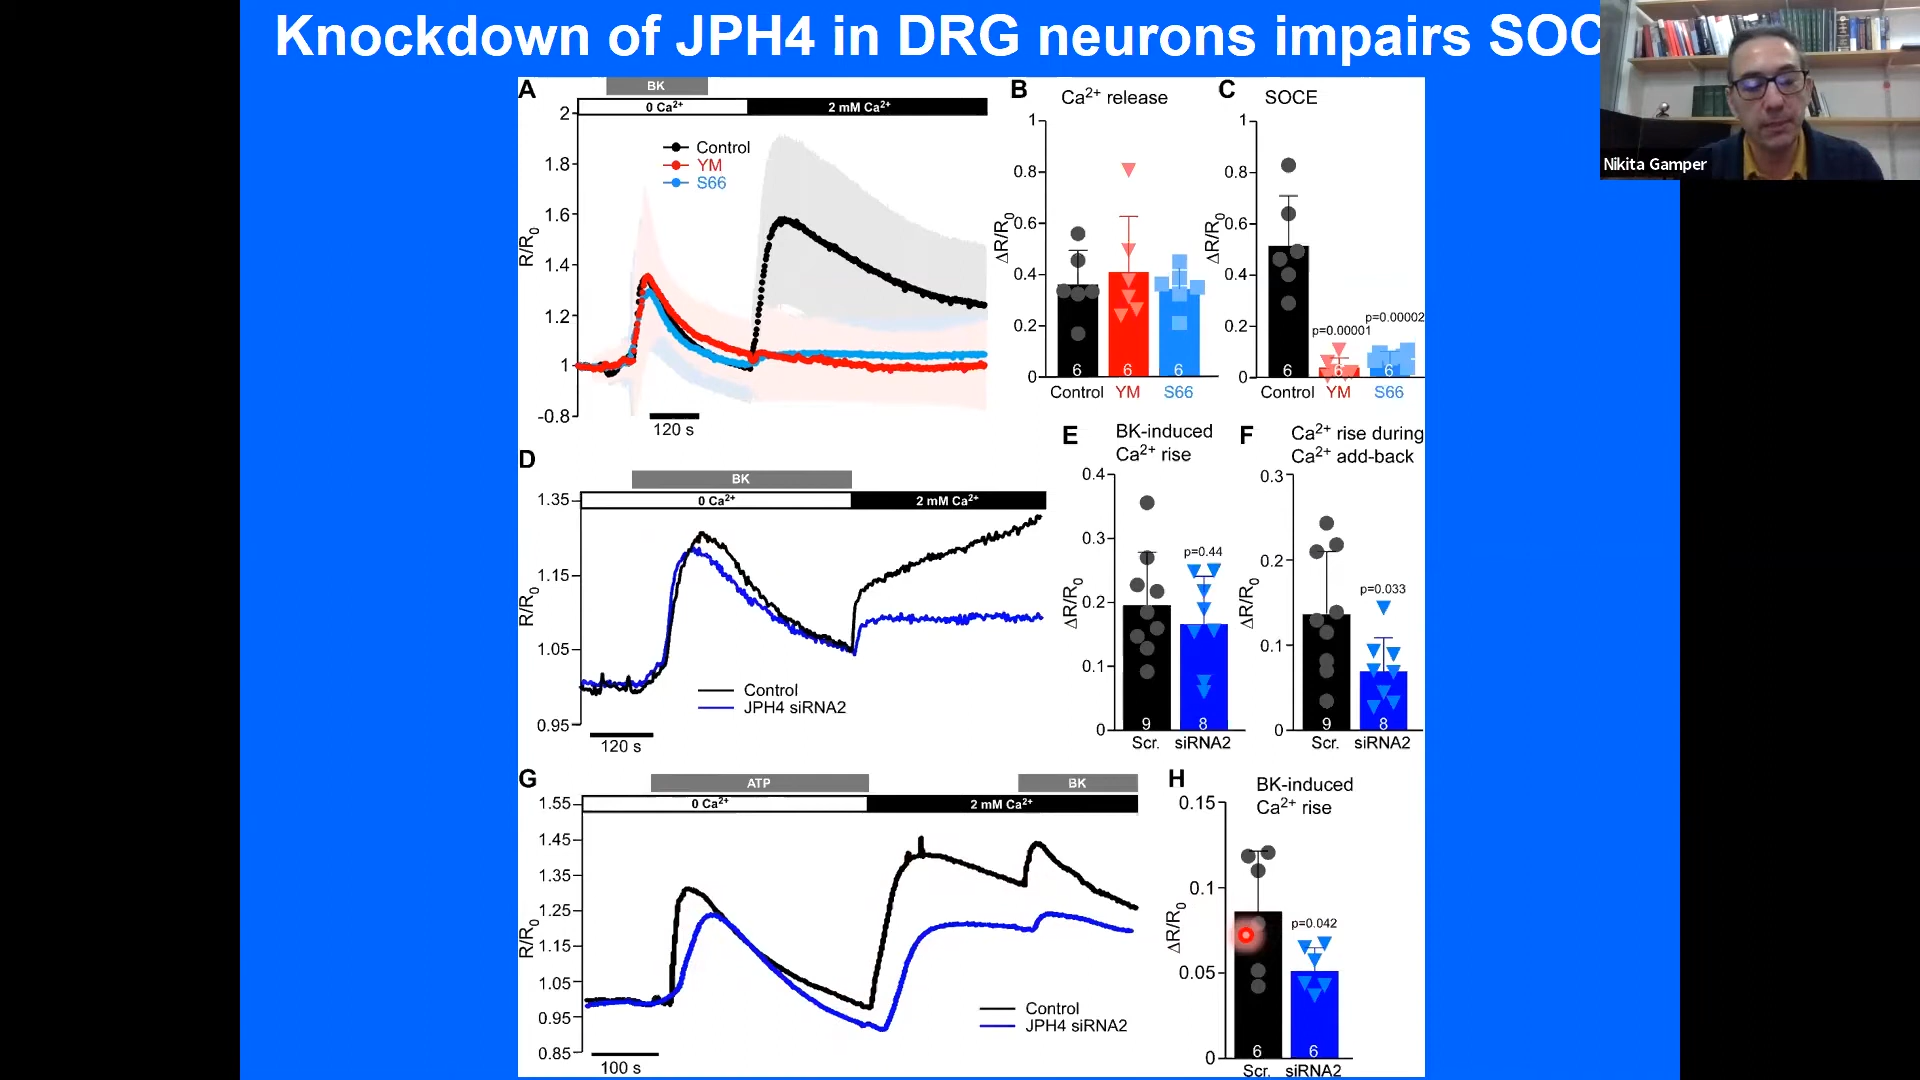 Knockdown of JPH4 in DRG neurons impairs SOC
Nikita Gamper
A
BK
0 Ca²⁺
2 mM Ca²⁺
2
1.8
1.6
1.4
1.2
1
-0.8
R/R₀
Control
YM
S66
120 s
B
Ca²⁺ release
1
0.8
0.6
0.4
0.2
0
ΔR/R₀
6
6
6
Control
YM
S66
C
SOCE
1
0.8
0.6
0.4
0.2
0
ΔR/R₀
p=0.00001
p=0.00002
6
6
6
Control
YM
S66
D
BK
0 Ca²⁺
2 mM Ca²⁺
1.35
1.15
1.05
0.95
R/R₀
Control
JPH4 siRNA2
120 s
E
BK-induced
Ca²⁺ rise
0.4
0.3
0.2
0.1
0
ΔR/R₀
p=0.44
9
8
Scr.
siRNA2
F
Ca²⁺ rise during
Ca²⁺ add-back
0.3
0.2
0.1
0
ΔR/R₀
p=0.033
9
8
Scr.
siRNA2
G
ATP
BK
0 Ca²⁺
2 mM Ca²⁺
1.55
1.45
1.35
1.25
1.15
1.05
0.95
0.85
R/R₀
Control
JPH4 siRNA2
100 s
H
BK-induced
Ca²⁺ rise
0.15
0.1
0.05
0
ΔR/R₀
p=0.042
6
6
Scr.
siRNA2